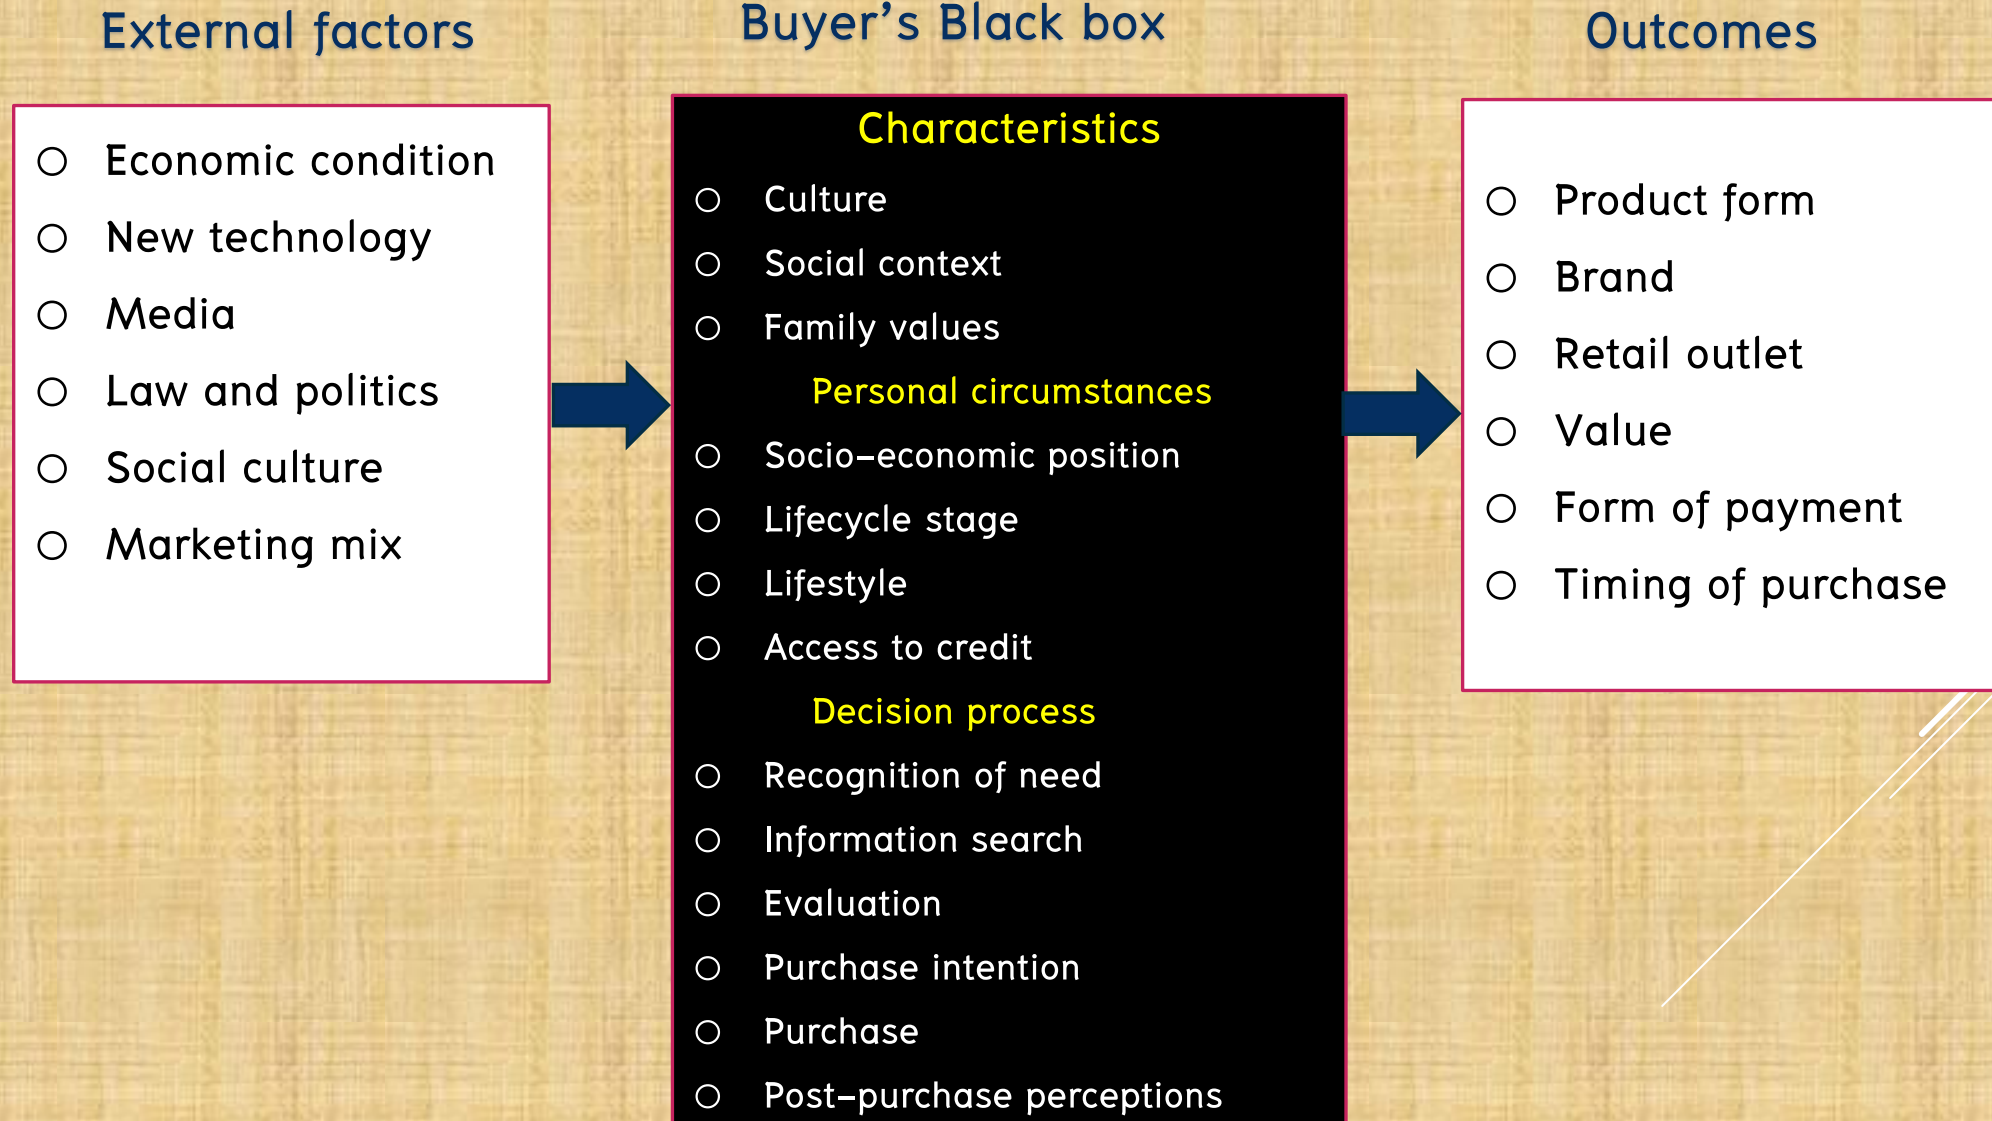 External factors
○ Economic condition
○ New technology
○ Media
○ Law and politics
○ Social culture
○ Marketing mix
Buyer’s Black box
Characteristics
○ Culture
○ Social context
○ Family values
Personal circumstances
○ Socio-economic position
○ Lifecycle stage
○ Lifestyle
○ Access to credit
Decision process
○ Recognition of need
○ Information search
○ Evaluation
○ Purchase intention
○ Purchase
○ Post-purchase perceptions
Outcomes
○ Product form
○ Brand
○ Retail outlet
○ Value
○ Form of payment
○ Timing of purchase